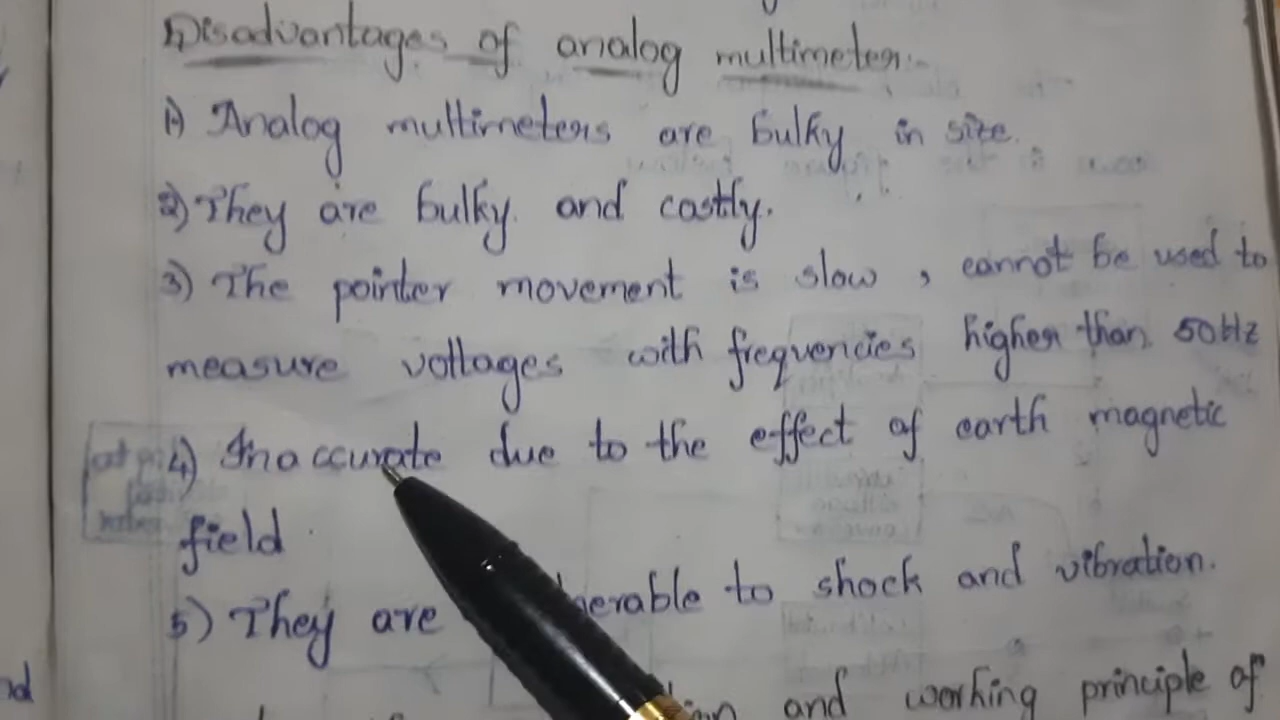 Disadvantages of analog multimeter:-
1) Analog multimeters are bulky in size.
2) They are bulky and costly.
3) The pointer movement is slow, cannot be used to
measure voltages with frequencies higher than 50Hz
4) Inaccurate due to the effect of earth magnetic
field.
5) They are nerable to shock and vibration.
and working principle of